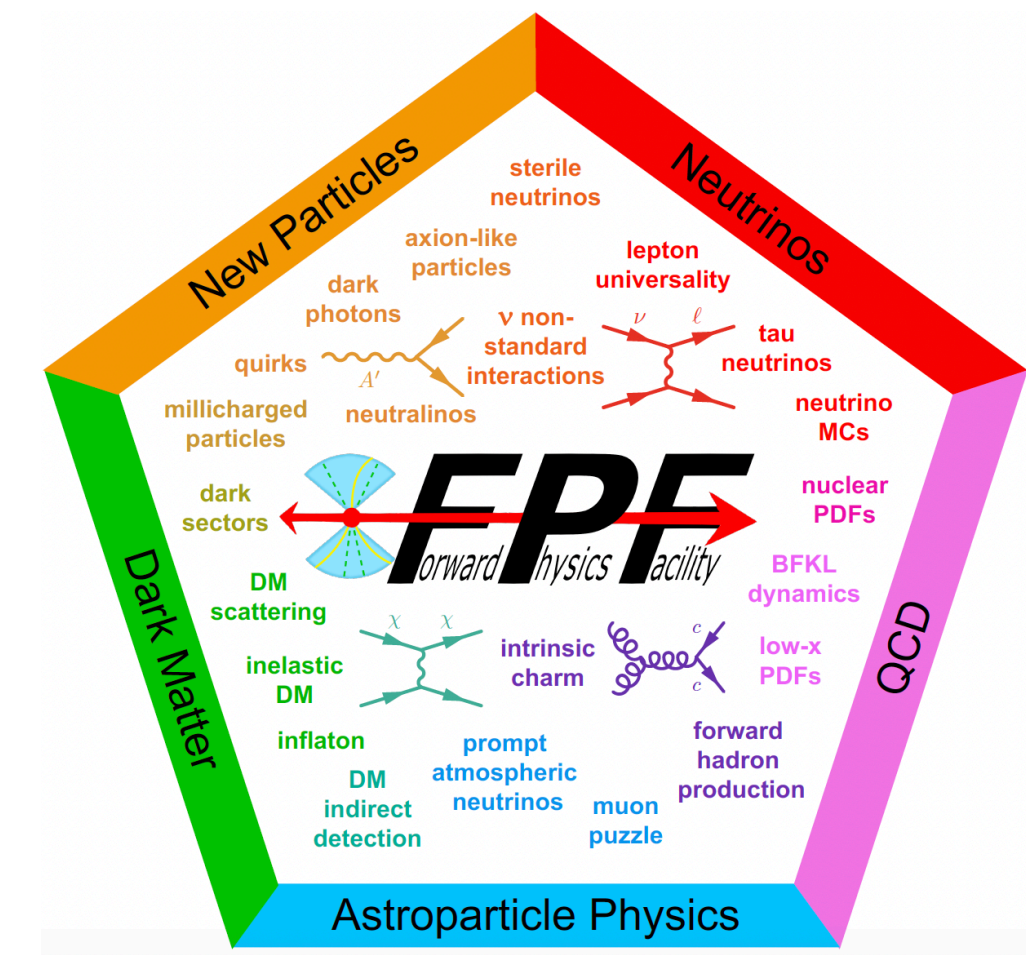 New Particles
Neutrinos
sterile
neutrinos
axion-like
particles
lepton
universality
dark
photons
ν non-
standard
interactions
ν
ℓ
tau
neutrinos
quirks
A′
neutralinos
millicharged
particles
neutrino
MCs
dark
sectors
FPF
Forward Physics Facility
nuclear
PDFs
Dark Matter
QCD
DM
scattering
BFKL
dynamics
χ
χ
intrinsic
charm
c
c
low-x
PDFs
inelastic
DM
inflaton
prompt
atmospheric
neutrinos
forward
hadron
production
DM
indirect
detection
muon
puzzle
Astroparticle Physics